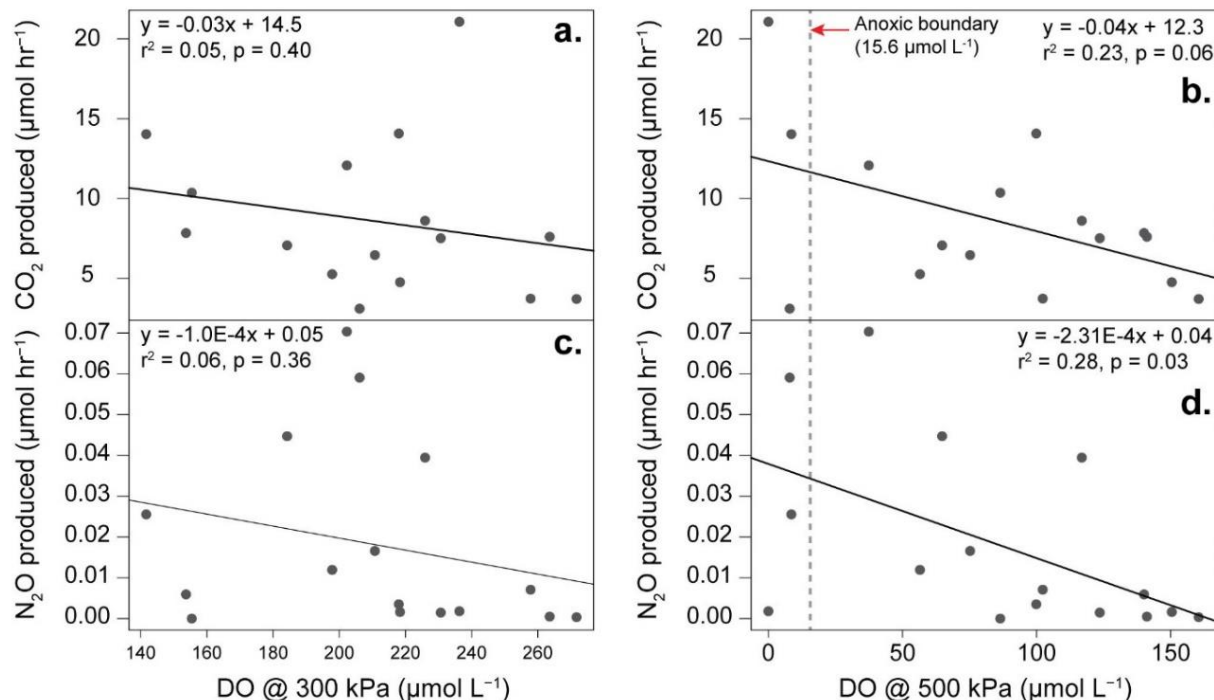 y = -0.03x + 14.5
r² = 0.05, p = 0.40
a.
CO₂ produced (µmol hr⁻¹)
20
15
10
5
Anoxic boundary
(15.6 µmol L⁻¹)
y = -0.04x + 12.3
r² = 0.23, p = 0.06
b.
CO₂ produced (µmol hr⁻¹)
20
15
10
5
y = -1.0E-4x + 0.05
r² = 0.06, p = 0.36
c.
N₂O produced (µmol hr⁻¹)
0.07
0.06
0.05
0.04
0.03
0.02
0.01
0.00
140 160 180 200 220 240 260
DO @ 300 kPa (µmol L⁻¹)
y = -2.31E-4x + 0.04
r² = 0.28, p = 0.03
d.
N₂O produced (µmol hr⁻¹)
0.07
0.06
0.05
0.04
0.03
0.02
0.01
0.00
0 50 100 150
DO @ 500 kPa (µmol L⁻¹)